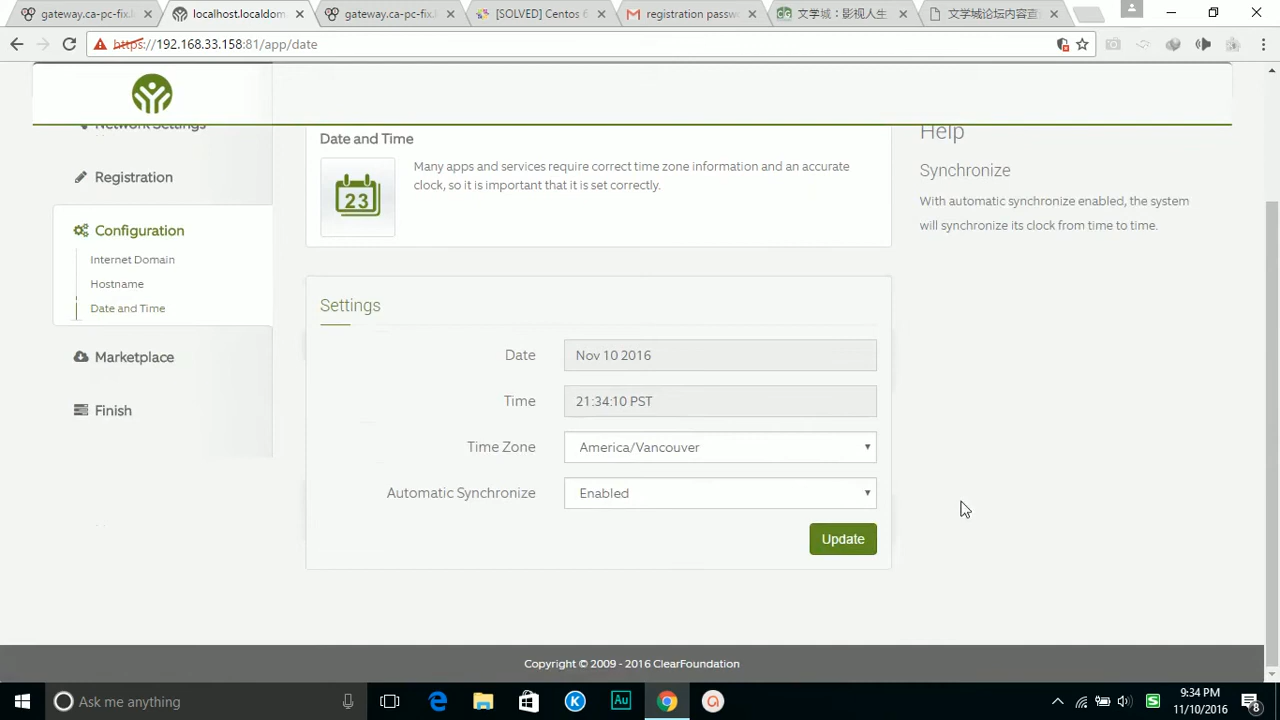 gateway.ca-pc-fix.l
localhost.localdom
gateway.ca-pc-fix.l
[SOLVED] Centos 6
registration passw
文学城：影视人生
文学城论坛内容直
https://192.168.33.158:81/app/date
Network Settings
Registration
Configuration
Internet Domain
Hostname
Date and Time
Marketplace
Finish
Date and Time
23
Many apps and services require correct time zone information and an accurate
clock, so it is important that it is set correctly.
Settings
Date Nov 10 2016
Time 21:34:10 PST
Time Zone America/Vancouver
Automatic Synchronize Enabled
Update
Help
Synchronize
With automatic synchronize enabled, the system
will synchronize its clock from time to time.
Copyright © 2009 - 2016 ClearFoundation
Ask me anything
Au
9:34 PM
11/10/2016
8